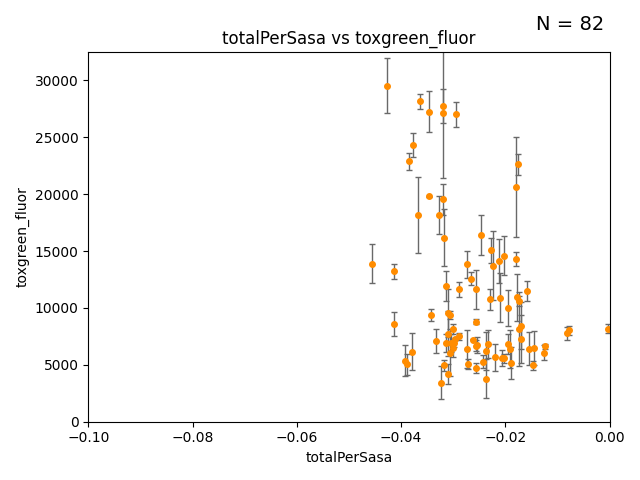 N = 82
totalPerSasa vs toxgreen_fluor
30000
25000
20000
15000
10000
5000
0
toxgreen_fluor
−0.10 −0.08 −0.06 −0.04 −0.02 0.00
totalPerSasa